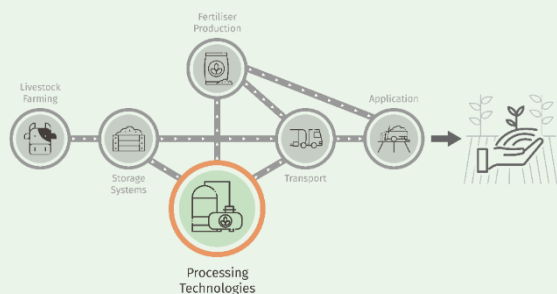 Fertiliser
Production
Livestock
Farming
Application
Storage
Systems
Transport
Processing
Technologies